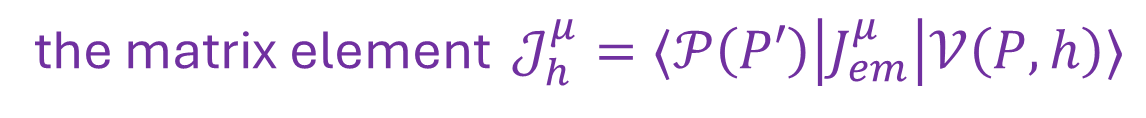 the matrix element 𝒥_h^μ = ⟨𝒫(P′)|J_em^μ|𝒱(P, h)⟩